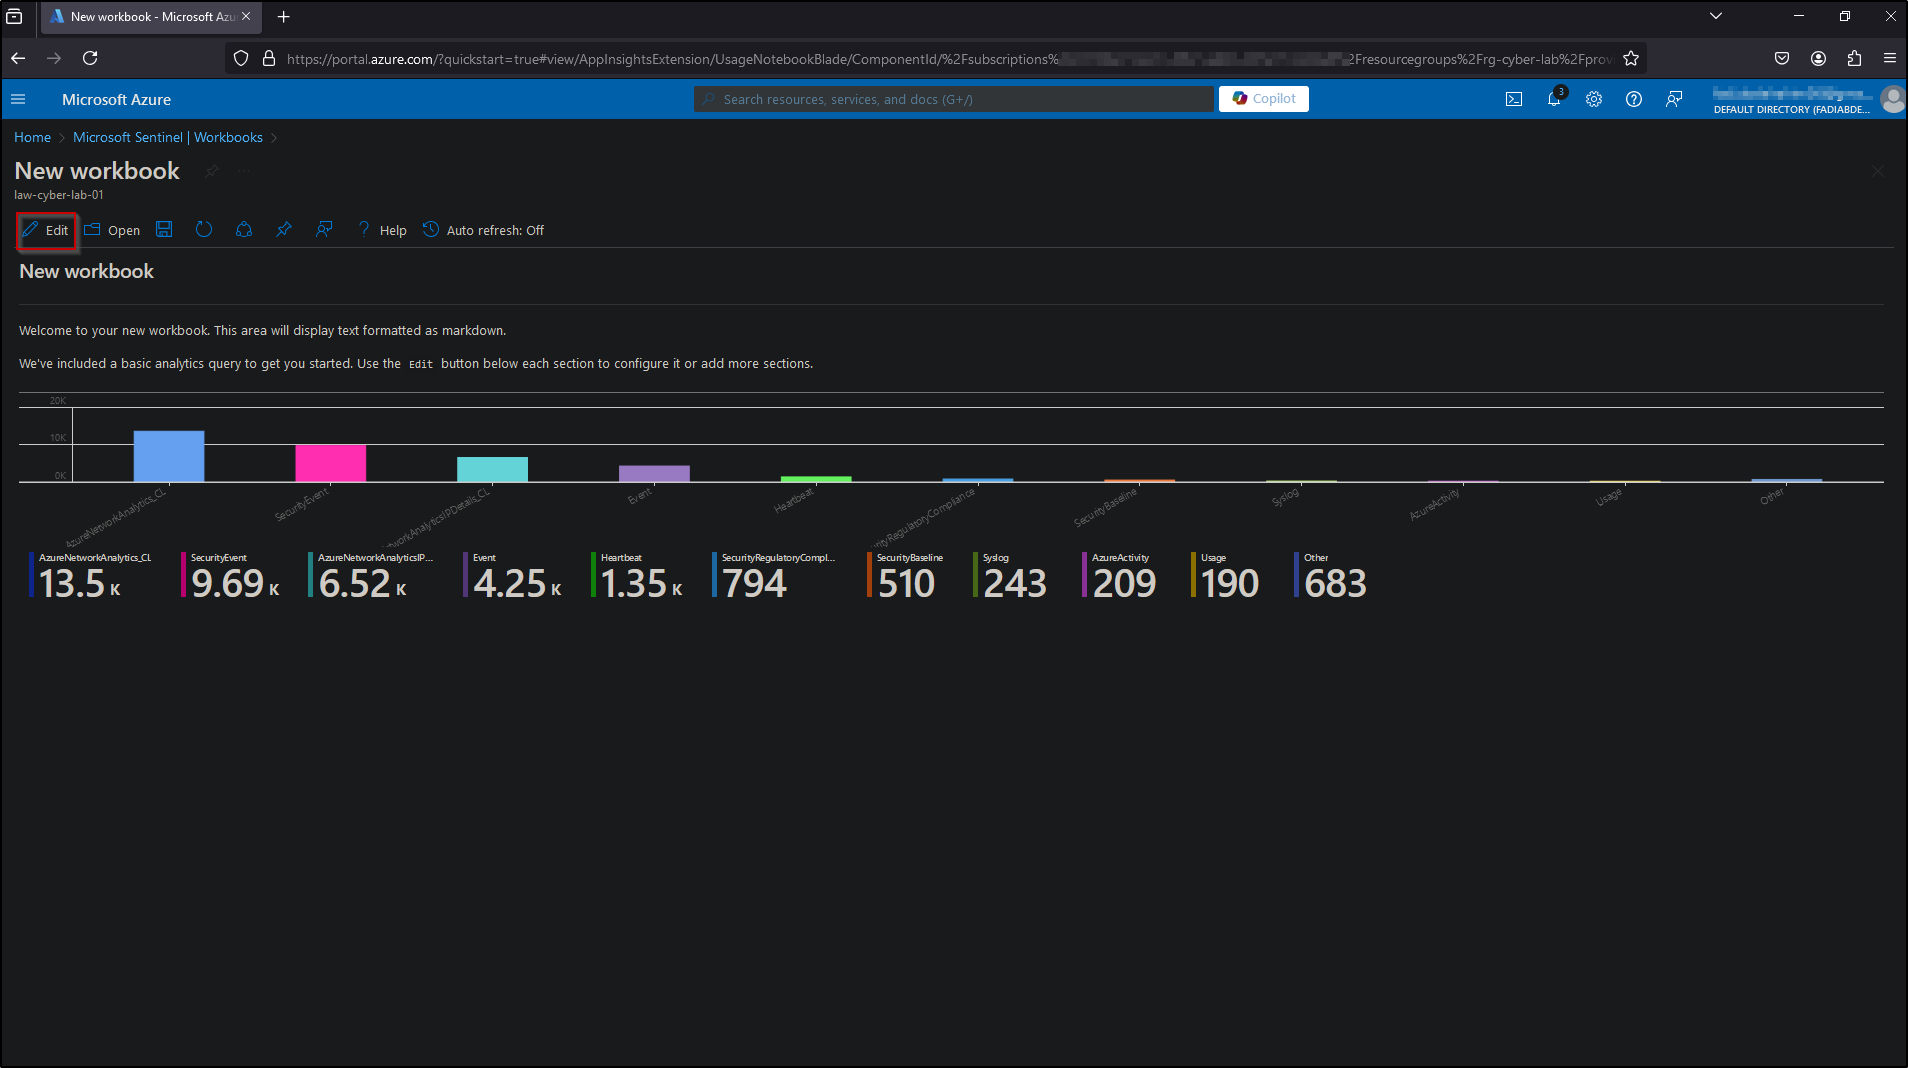 New workbook - Microsoft Azu
https://portal.azure.com/?quickstart=true#view/AppInsightsExtension/UsageNotebookBlade/ComponentId/%2Fsubscriptions% 2Fresourcegroups%2Frg-cyber-lab%2Fprov
Microsoft Azure
Search resources, services, and docs (G+/)
Copilot
3
DEFAULT DIRECTORY (FADIABDE...
Home > Microsoft Sentinel | Workbooks >
New workbook
law-cyber-lab-01
Edit Open Help Auto refresh: Off
New workbook
Welcome to your new workbook. This area will display text formatted as markdown.
We've included a basic analytics query to get you started. Use the Edit button below each section to configure it or add more sections.
20K
10K
0K
AzureNetworkAnalytics_CL SecurityEvent etworkAnalyticsIPDetails_CL Event Heartbeat urityRegulatoryCompliance SecurityBaseline Syslog AzureActivity Usage Other
AzureNetworkAnalytics_CL SecurityEvent AzureNetworkAnalyticsIP... Event Heartbeat SecurityRegulatoryCompl... SecurityBaseline Syslog AzureActivity Usage Other
13.5 K 9.69 K 6.52 K 4.25 K 1.35 K 794 510 243 209 190 683